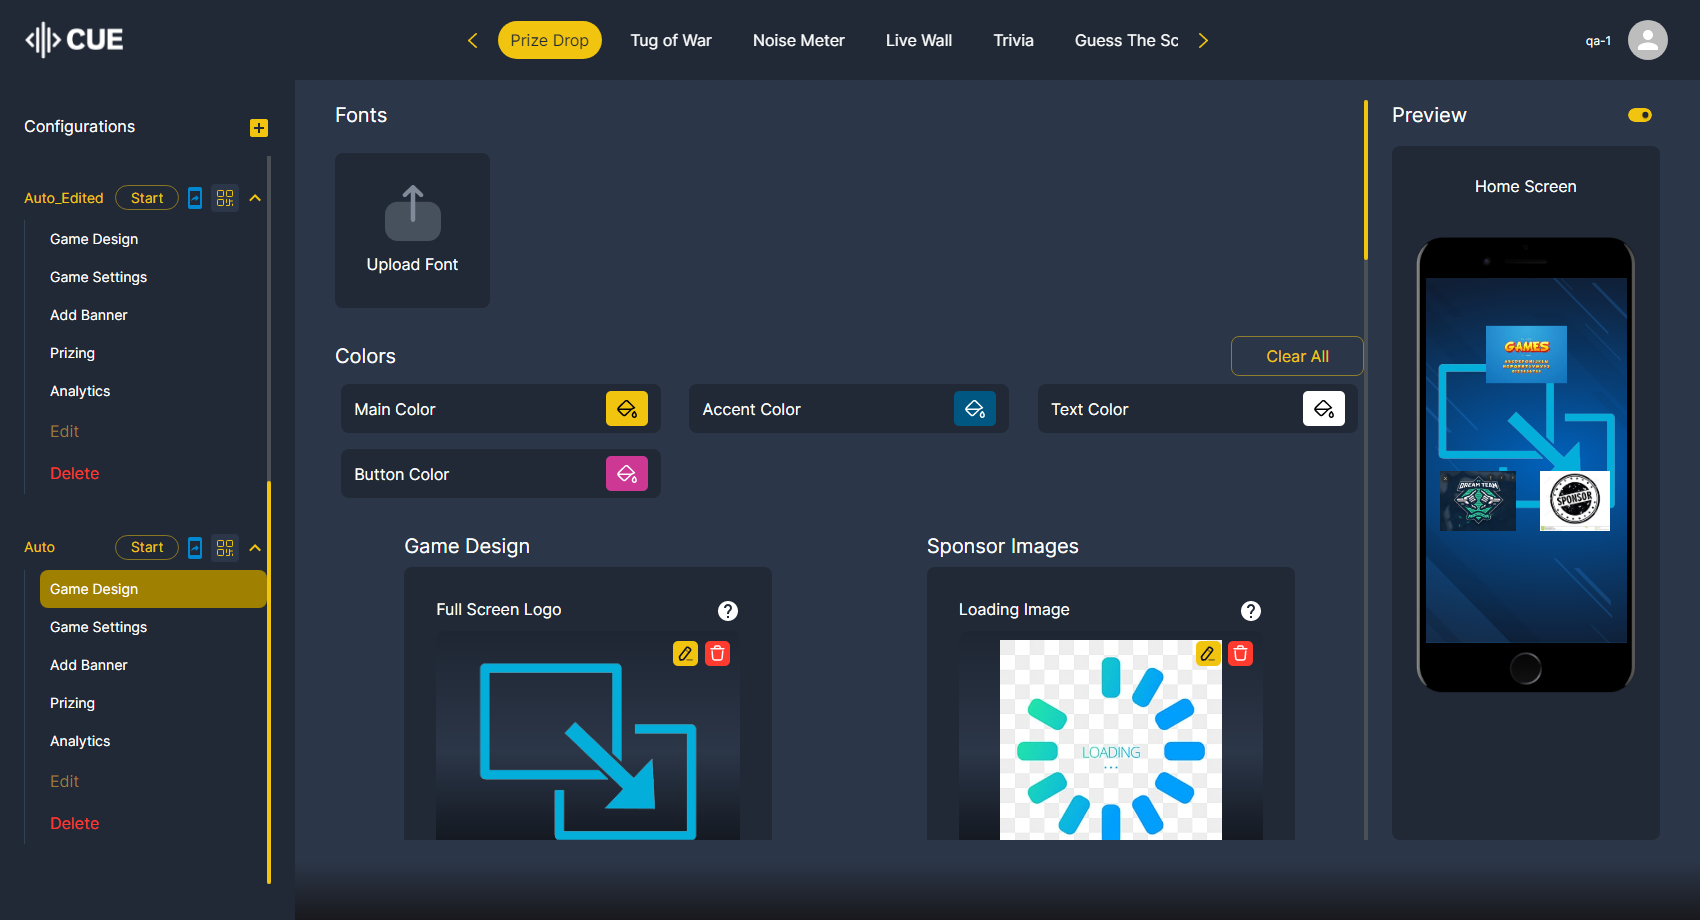 CUE
Prize Drop
Tug of War
Noise Meter
Live Wall
Trivia
Guess The Sc
qa-1
Configurations
Auto_Edited
Start
Game Design
Game Settings
Add Banner
Prizing
Analytics
Edit
Delete
Auto
Start
Game Design
Game Settings
Add Banner
Prizing
Analytics
Edit
Delete
Fonts
Upload Font
Colors
Clear All
Main Color
Accent Color
Text Color
Button Color
Game Design
Full Screen Logo
?
Sponsor Images
Loading Image
?
LOADING
...
Preview
Home Screen
GAMES
DREAM TEAM
SPONSOR